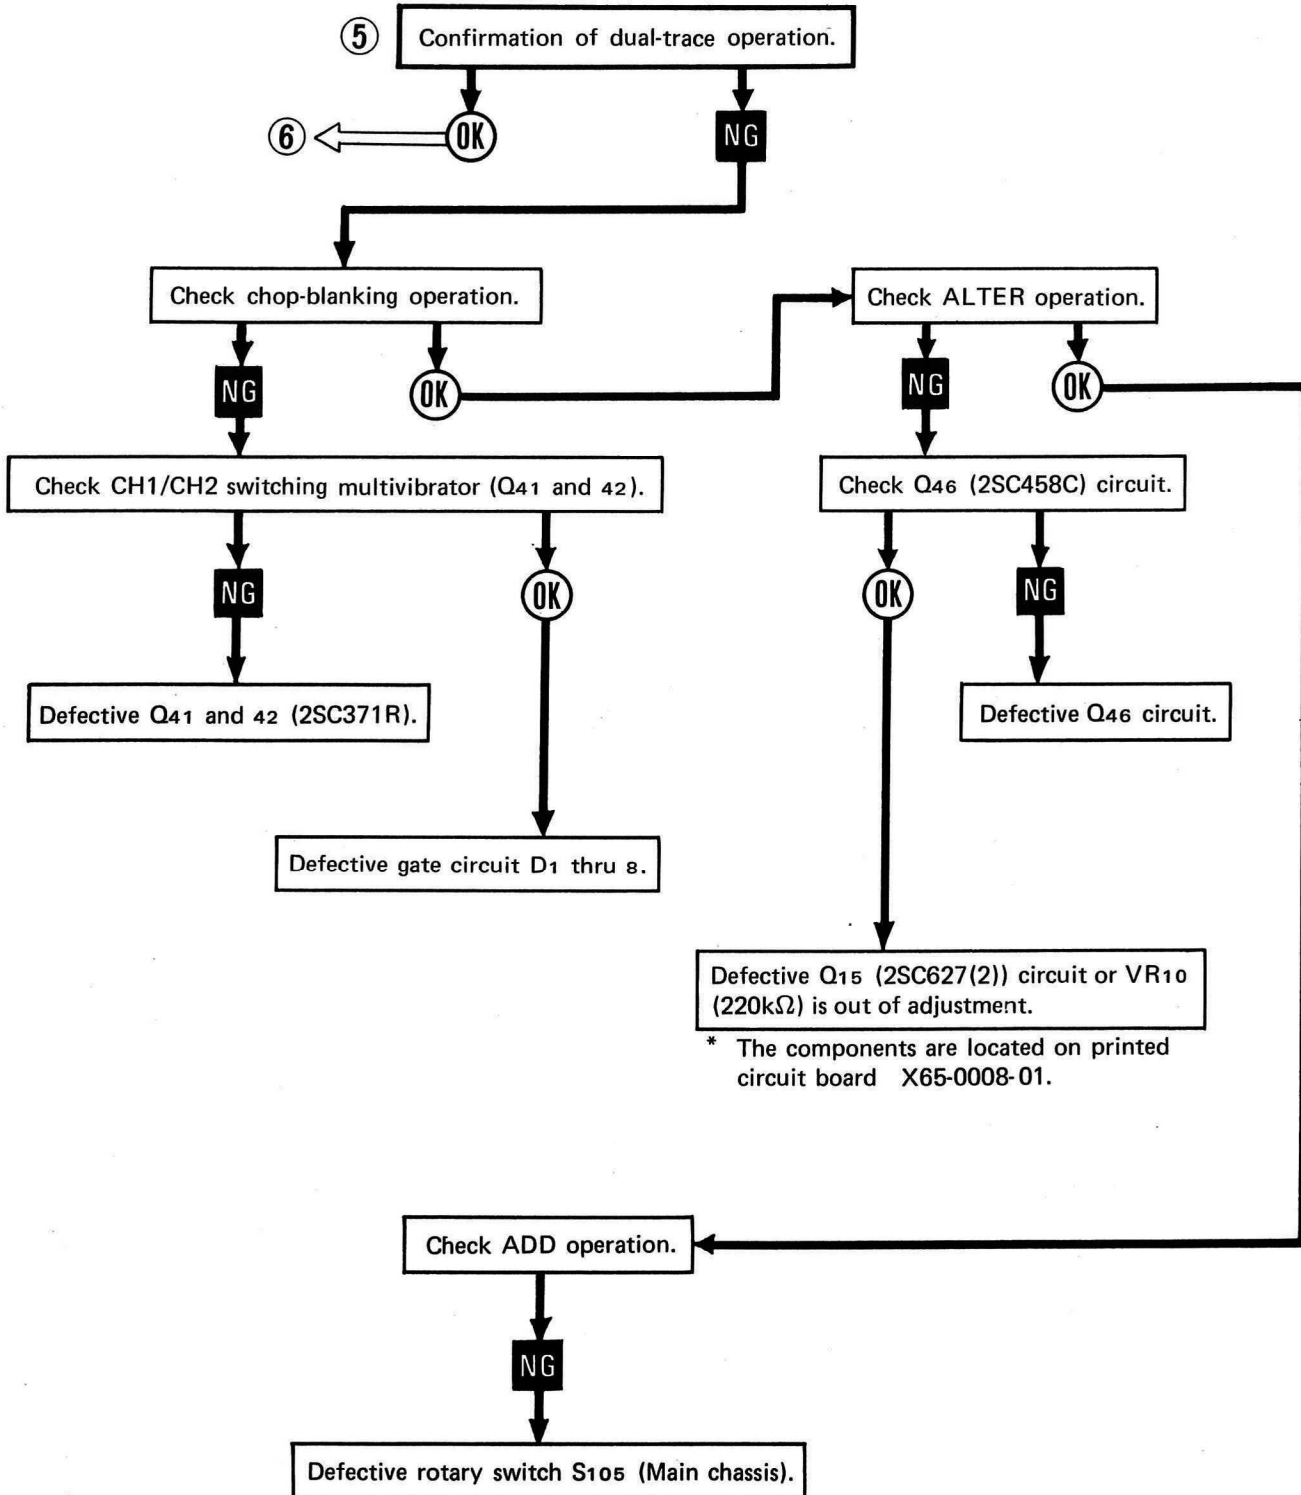 ⑤ Confirmation of dual-trace operation.
⑥ OK NG
Check chop-blanking operation. Check ALTER operation.
NG OK NG OK
Check CH1/CH2 switching multivibrator (Q41 and 42). Check Q46 (2SC458C) circuit.
NG OK OK NG
Defective Q41 and 42 (2SC371R). Defective Q46 circuit.
Defective gate circuit D1 thru 8.
Defective Q15 (2SC627(2)) circuit or VR10
(220kΩ) is out of adjustment.
* The components are located on printed
circuit board X65-0008-01.
Check ADD operation.
NG
Defective rotary switch S105 (Main chassis).